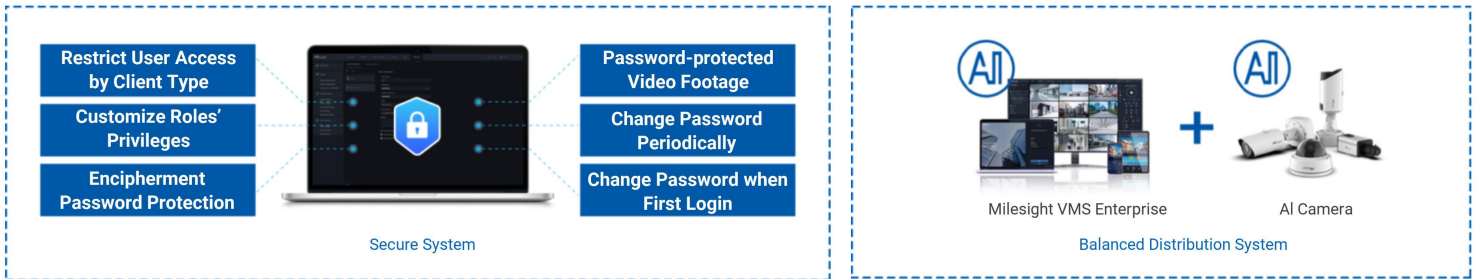 Restrict User Access
by Client Type
Customize Roles’
Privileges
Encipherment
Password Protection
Password-protected
Video Footage
Change Password
Periodically
Change Password when
First Login
Secure System
AI
AI
Milesight VMS Enterprise
AI Camera
Balanced Distribution System